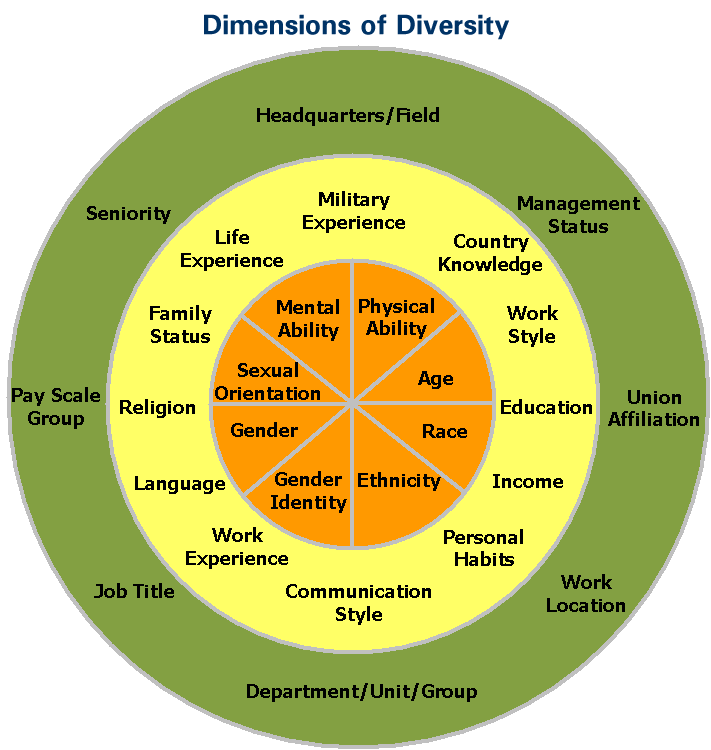 Dimensions of Diversity
Headquarters/Field
Management
Status
Union
Affiliation
Work
Location
Department/Unit/Group
Job Title
Pay Scale
Group
Seniority
Military
Experience
Country
Knowledge
Work
Style
Education
Income
Personal
Habits
Communication
Style
Work
Experience
Language
Religion
Family
Status
Life
Experience
Physical
Ability
Age
Race
Ethnicity
Gender
Identity
Gender
Sexual
Orientation
Mental
Ability